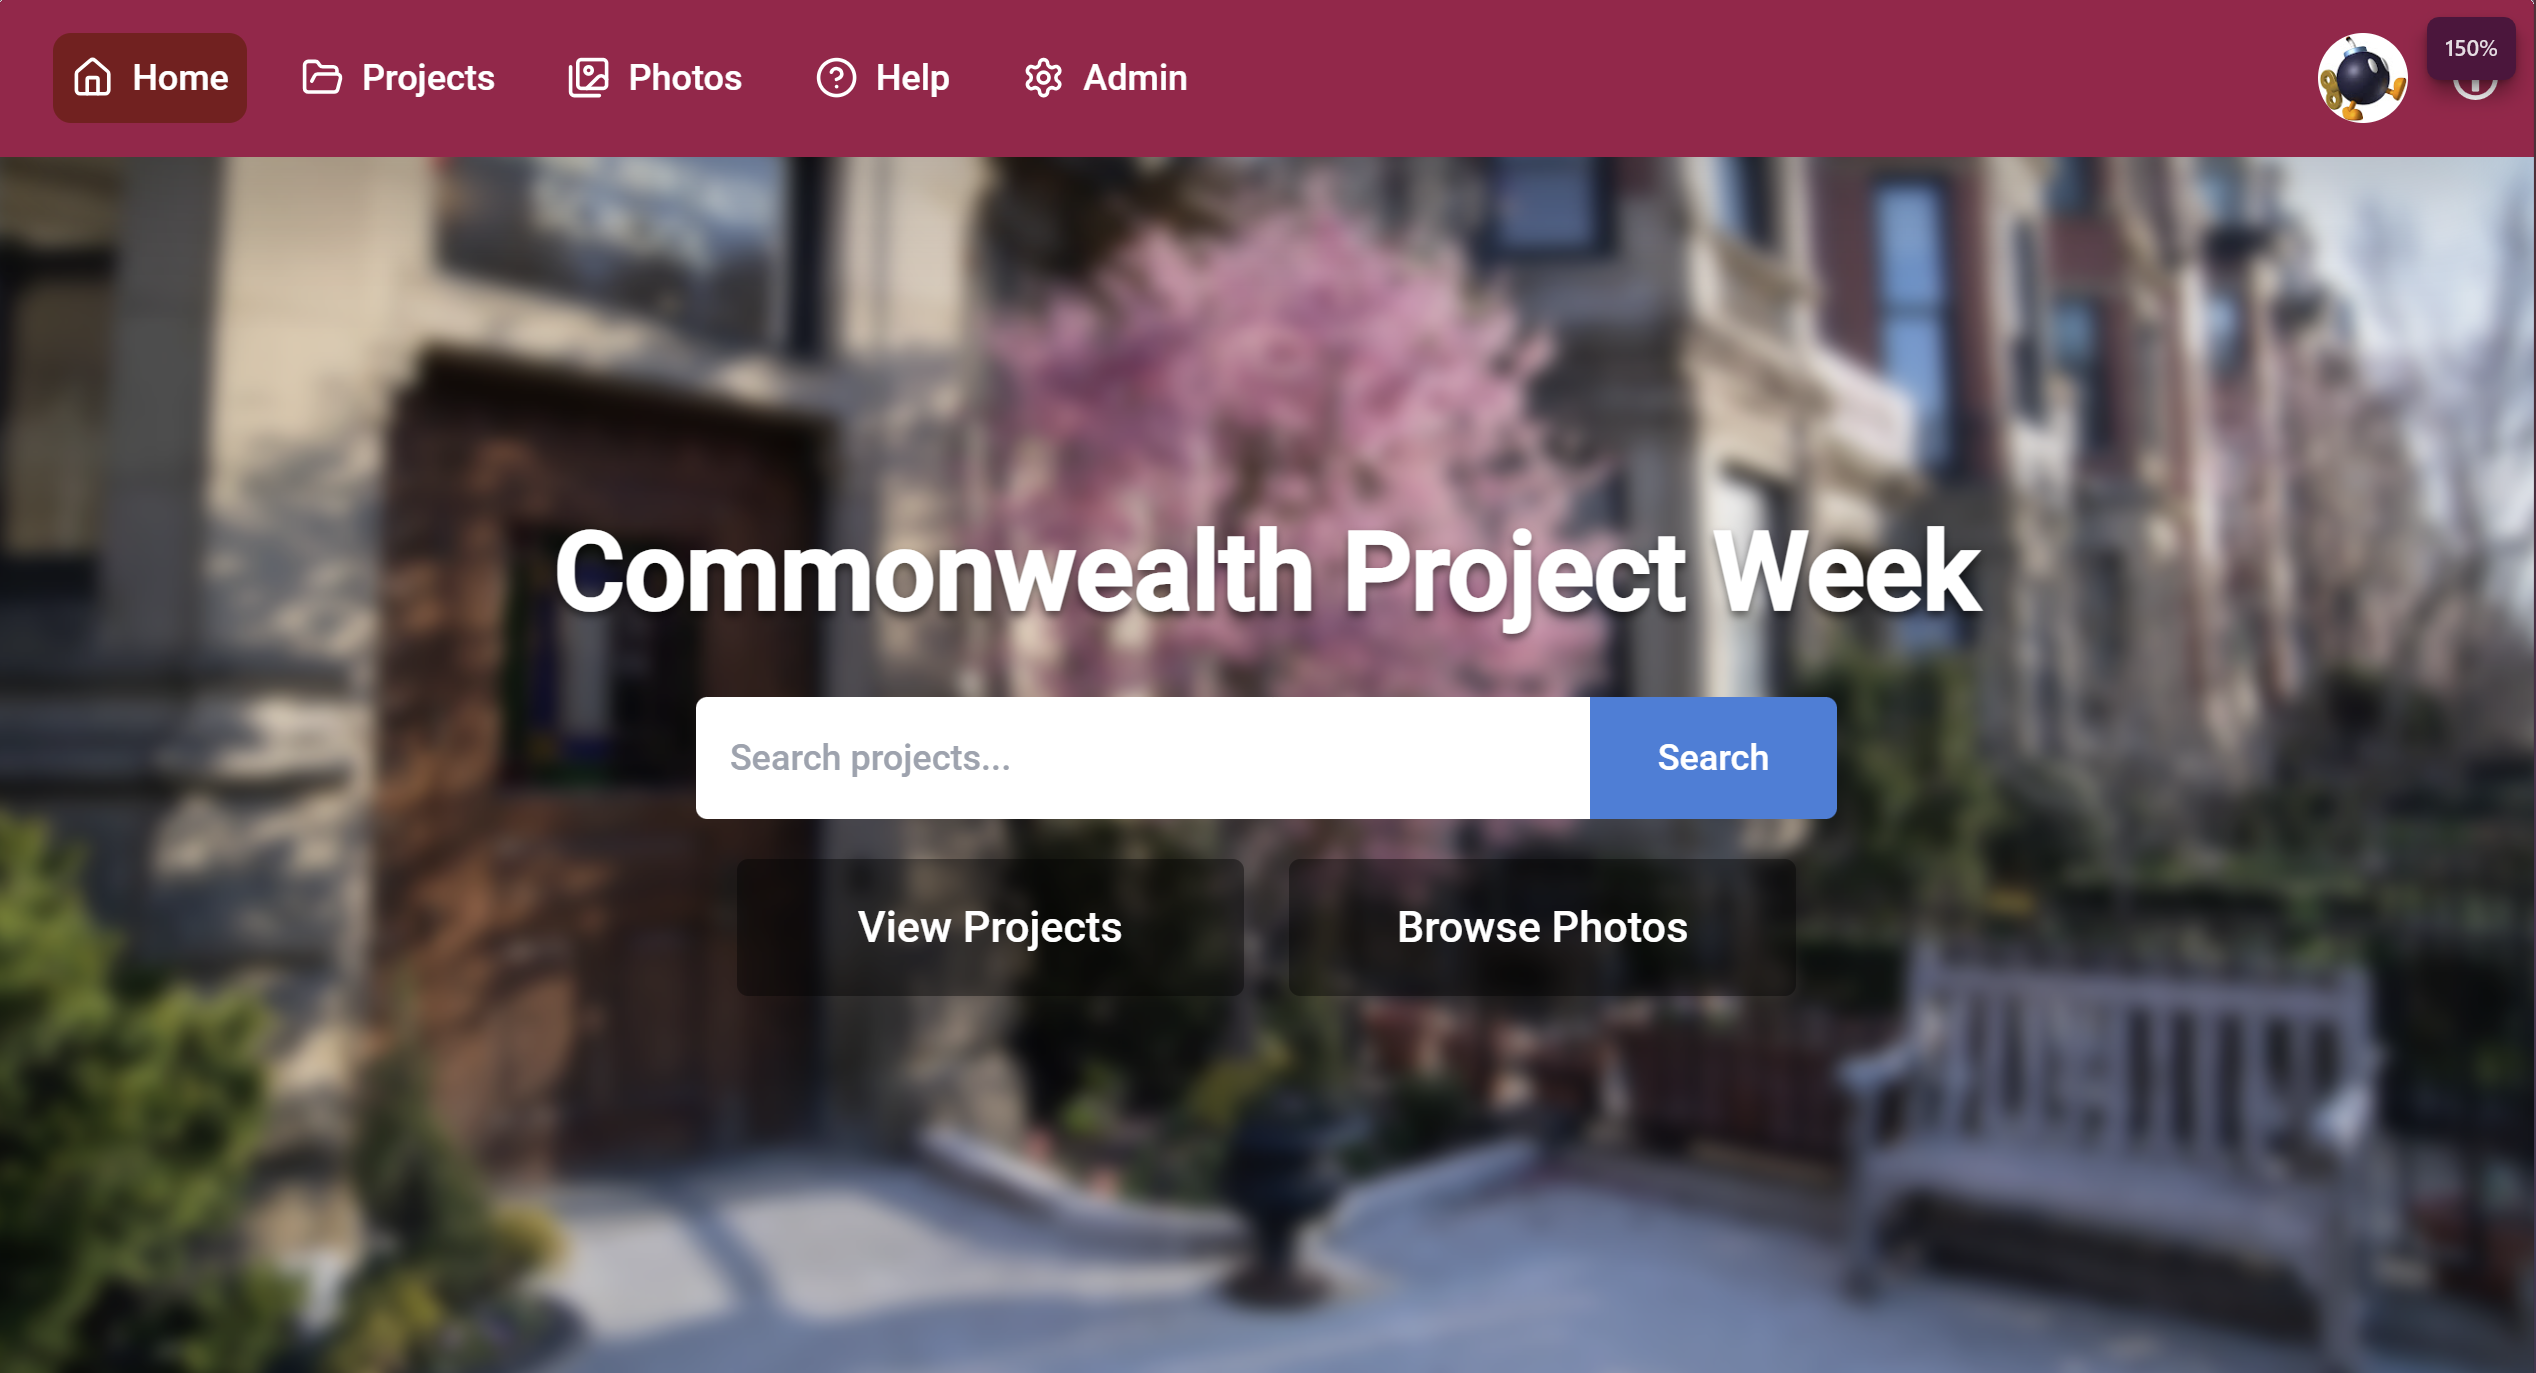 Home
Projects
Photos
Help
Admin
150%
Commonwealth Project Week
Search projects...
Search
View Projects
Browse Photos